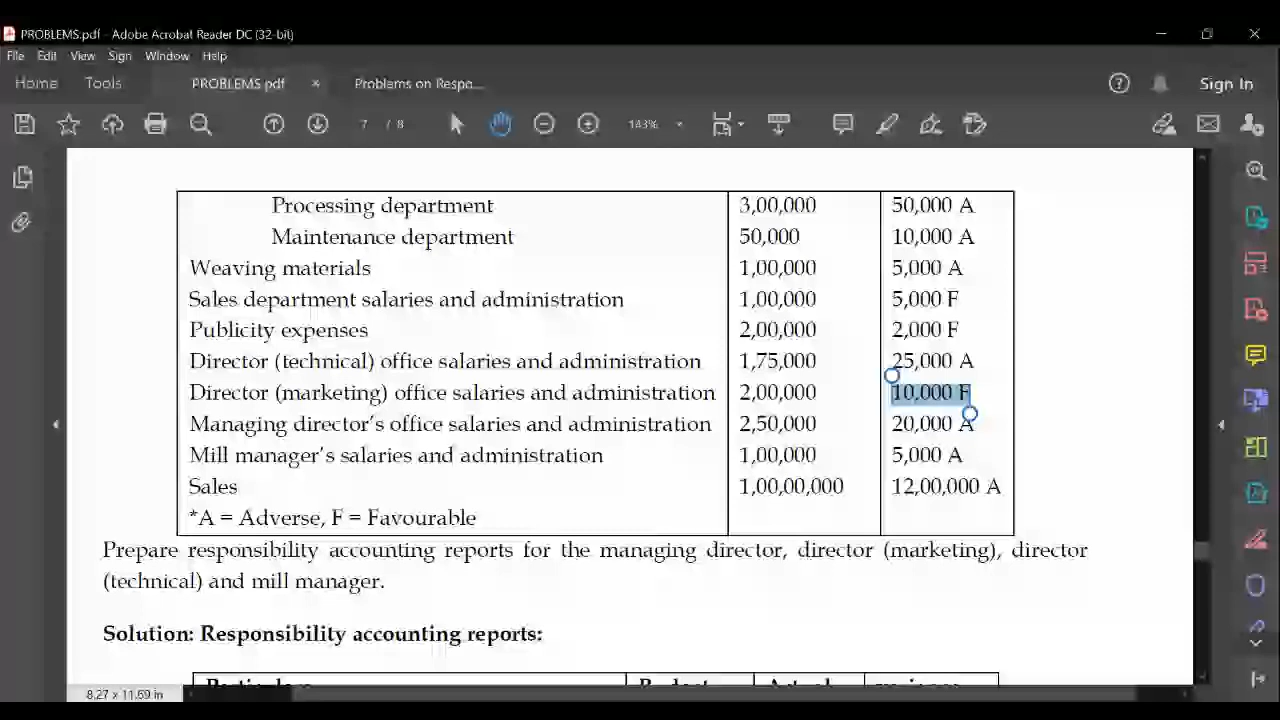 PROBLEMS.pdf - Adobe Acrobat Reader DC (32-bit)
File Edit View Sign Window Help
Home Tools PROBLEMS pdf × Problems on Respo... Sign In
7 / 8 143%
Processing department 3,00,000 50,000 A
Maintenance department 50,000 10,000 A
Weaving materials 1,00,000 5,000 A
Sales department salaries and administration 1,00,000 5,000 F
Publicity expenses 2,00,000 2,000 F
Director (technical) office salaries and administration 1,75,000 25,000 A
Director (marketing) office salaries and administration 2,00,000 10,000 F
Managing director's office salaries and administration 2,50,000 20,000 A
Mill manager's salaries and administration 1,00,000 5,000 A
Sales 1,00,00,000 12,00,000 A
*A = Adverse, F = Favourable
Prepare responsibility accounting reports for the managing director, director (marketing), director
(technical) and mill manager.
Solution: Responsibility accounting reports:
8.27 x 11.69 in